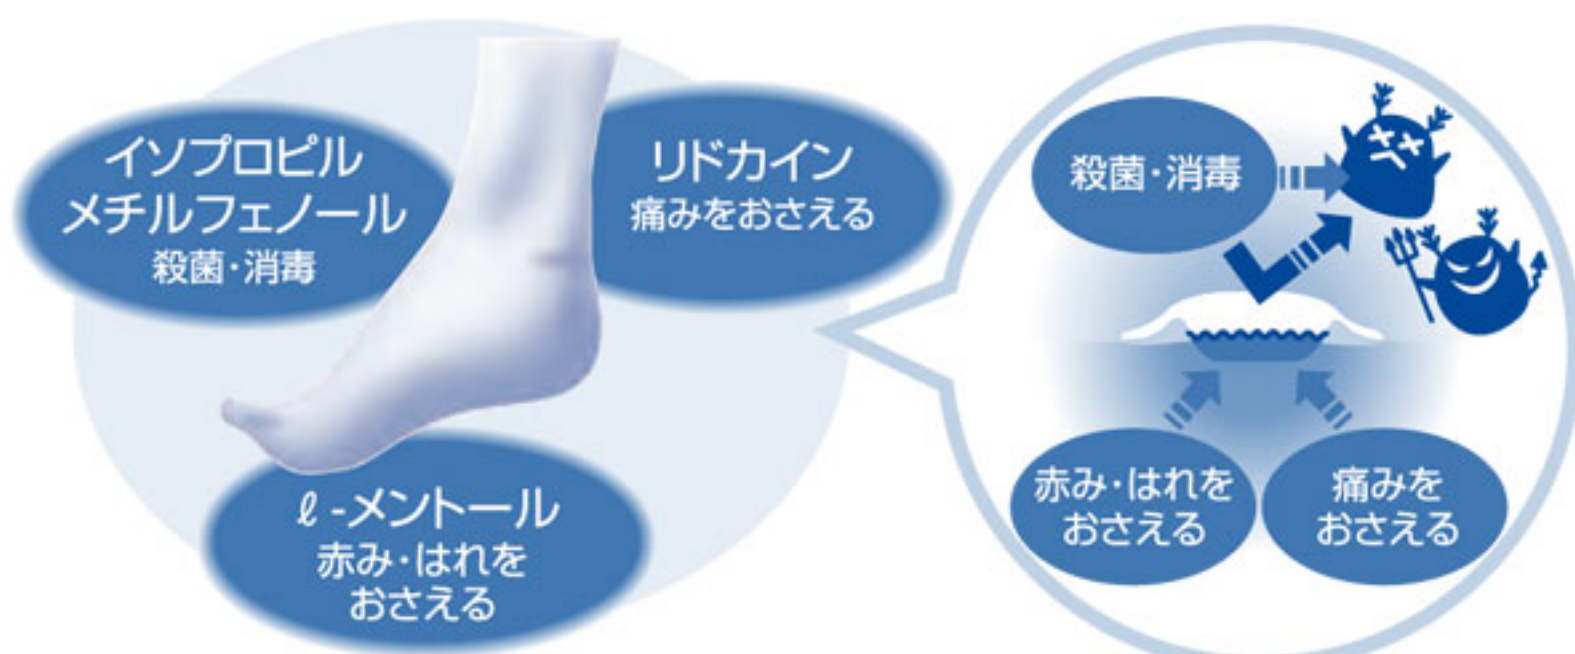 イソプロピル
メチルフェノール
殺菌・消毒
リドカイン
痛みをおさえる
ℓ-メントール
赤み・はれを
おさえる
殺菌・消毒
赤み・はれを
おさえる
痛みを
おさえる